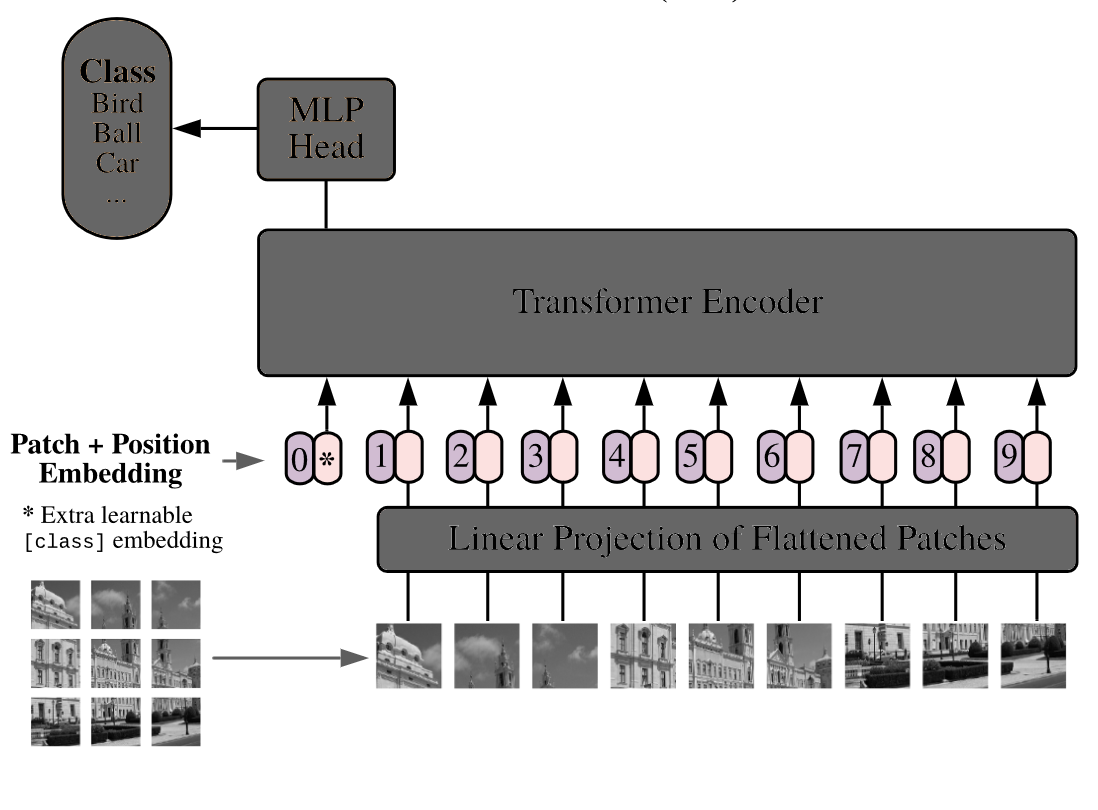 Class
Bird
Ball
Car
...
MLP
Head
Transformer Encoder
Patch + Position
Embedding
0 * 1 2 3 4 5 6 7 8 9
* Extra learnable
[class] embedding
Linear Projection of Flattened Patches